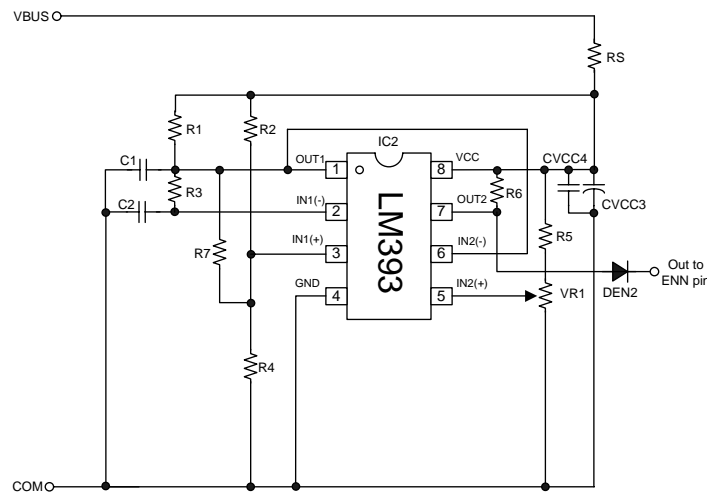 VBUS
RS
R1
R2
IC2
C1
OUT1
1
8
VCC
CVCC4
R3
R6
CVCC3
C2
IN1(-)
2
7
OUT2
LM393
R5
R7
IN1(+)
3
6
IN2(-)
Out to
ENN pin
DEN2
GND
4
5
IN2(+)
VR1
R4
COM